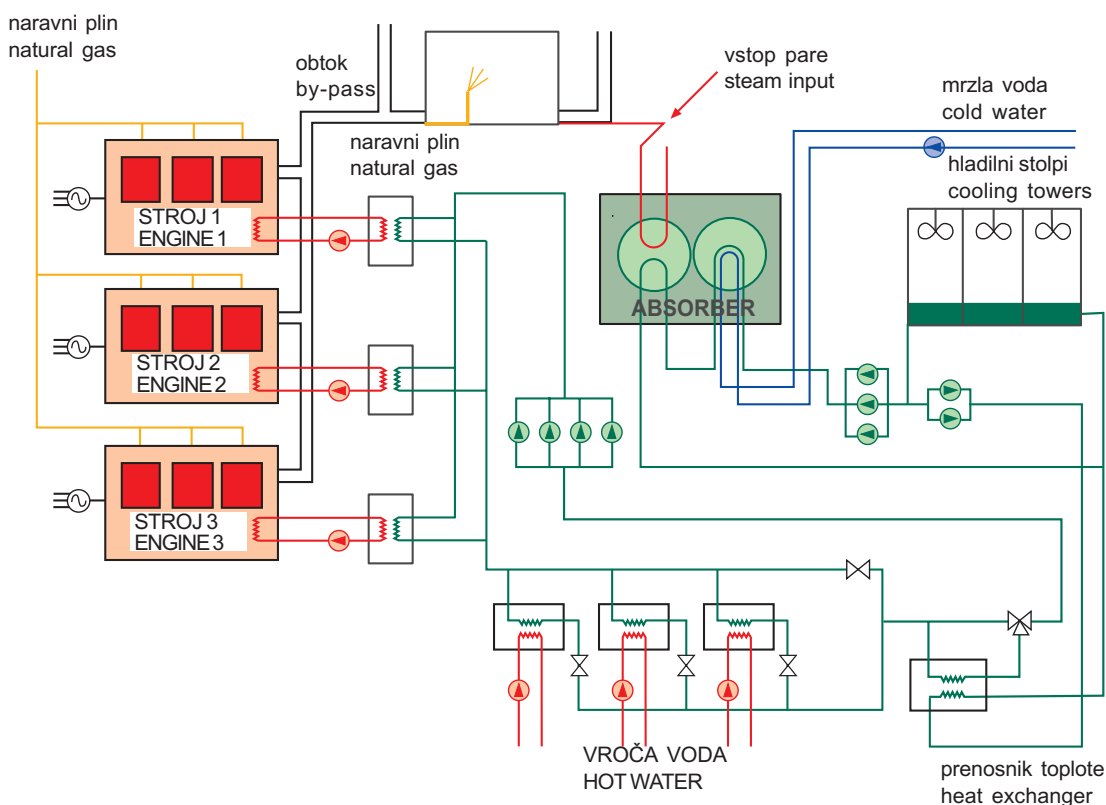 naravni plin
natural gas
obtok
by-pass
naravni plin
natural gas
vstop pare
steam input
mrzla voda
cold water
hladilni stolpi
cooling towers
STROJ 1
ENGINE 1
ABSORBER
STROJ 2
ENGINE 2
STROJ 3
ENGINE 3
VROČA VODA
HOT WATER
prenosnik toplote
heat exchanger